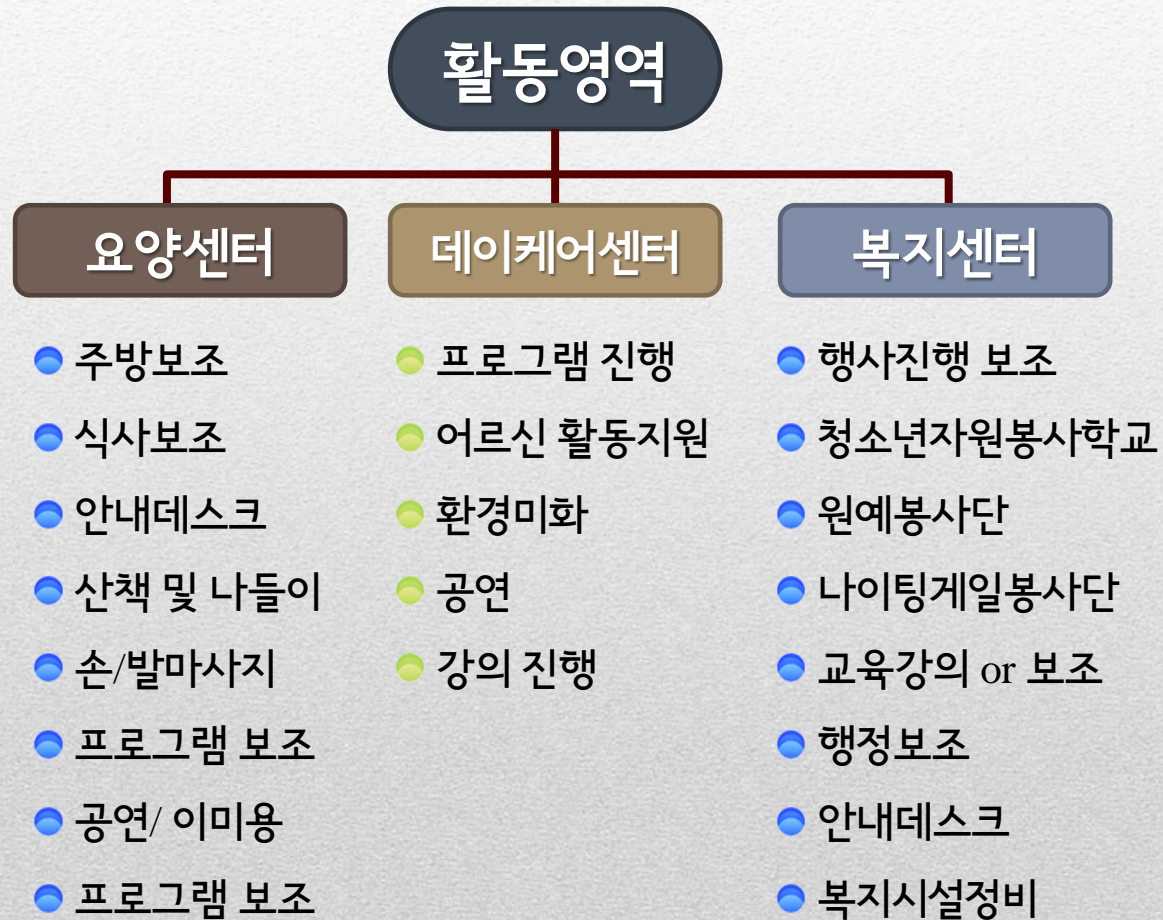 활동영역
요양센터
주방보조
식사보조
안내데스크
산책 및 나들이
손/발마사지
프로그램 보조
공연/ 이미용
프로그램 보조
데이케어센터
프로그램 진행
어르신 활동지원
환경미화
공연
강의 진행
복지센터
행사진행 보조
청소년자원봉사학교
원예봉사단
나이팅게일봉사단
교육강의 or 보조
행정보조
안내데스크
복지시설정비